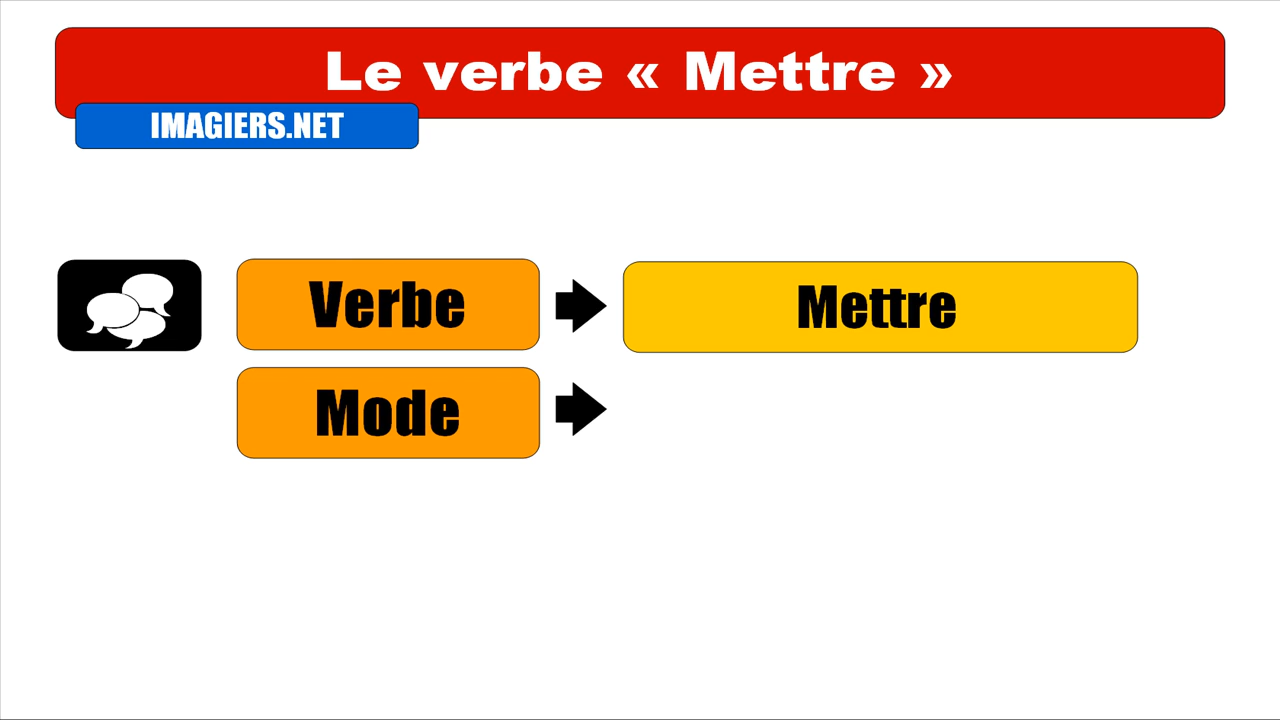 Le verbe « Mettre »
IMAGIERS.NET
Verbe
Mettre
Mode